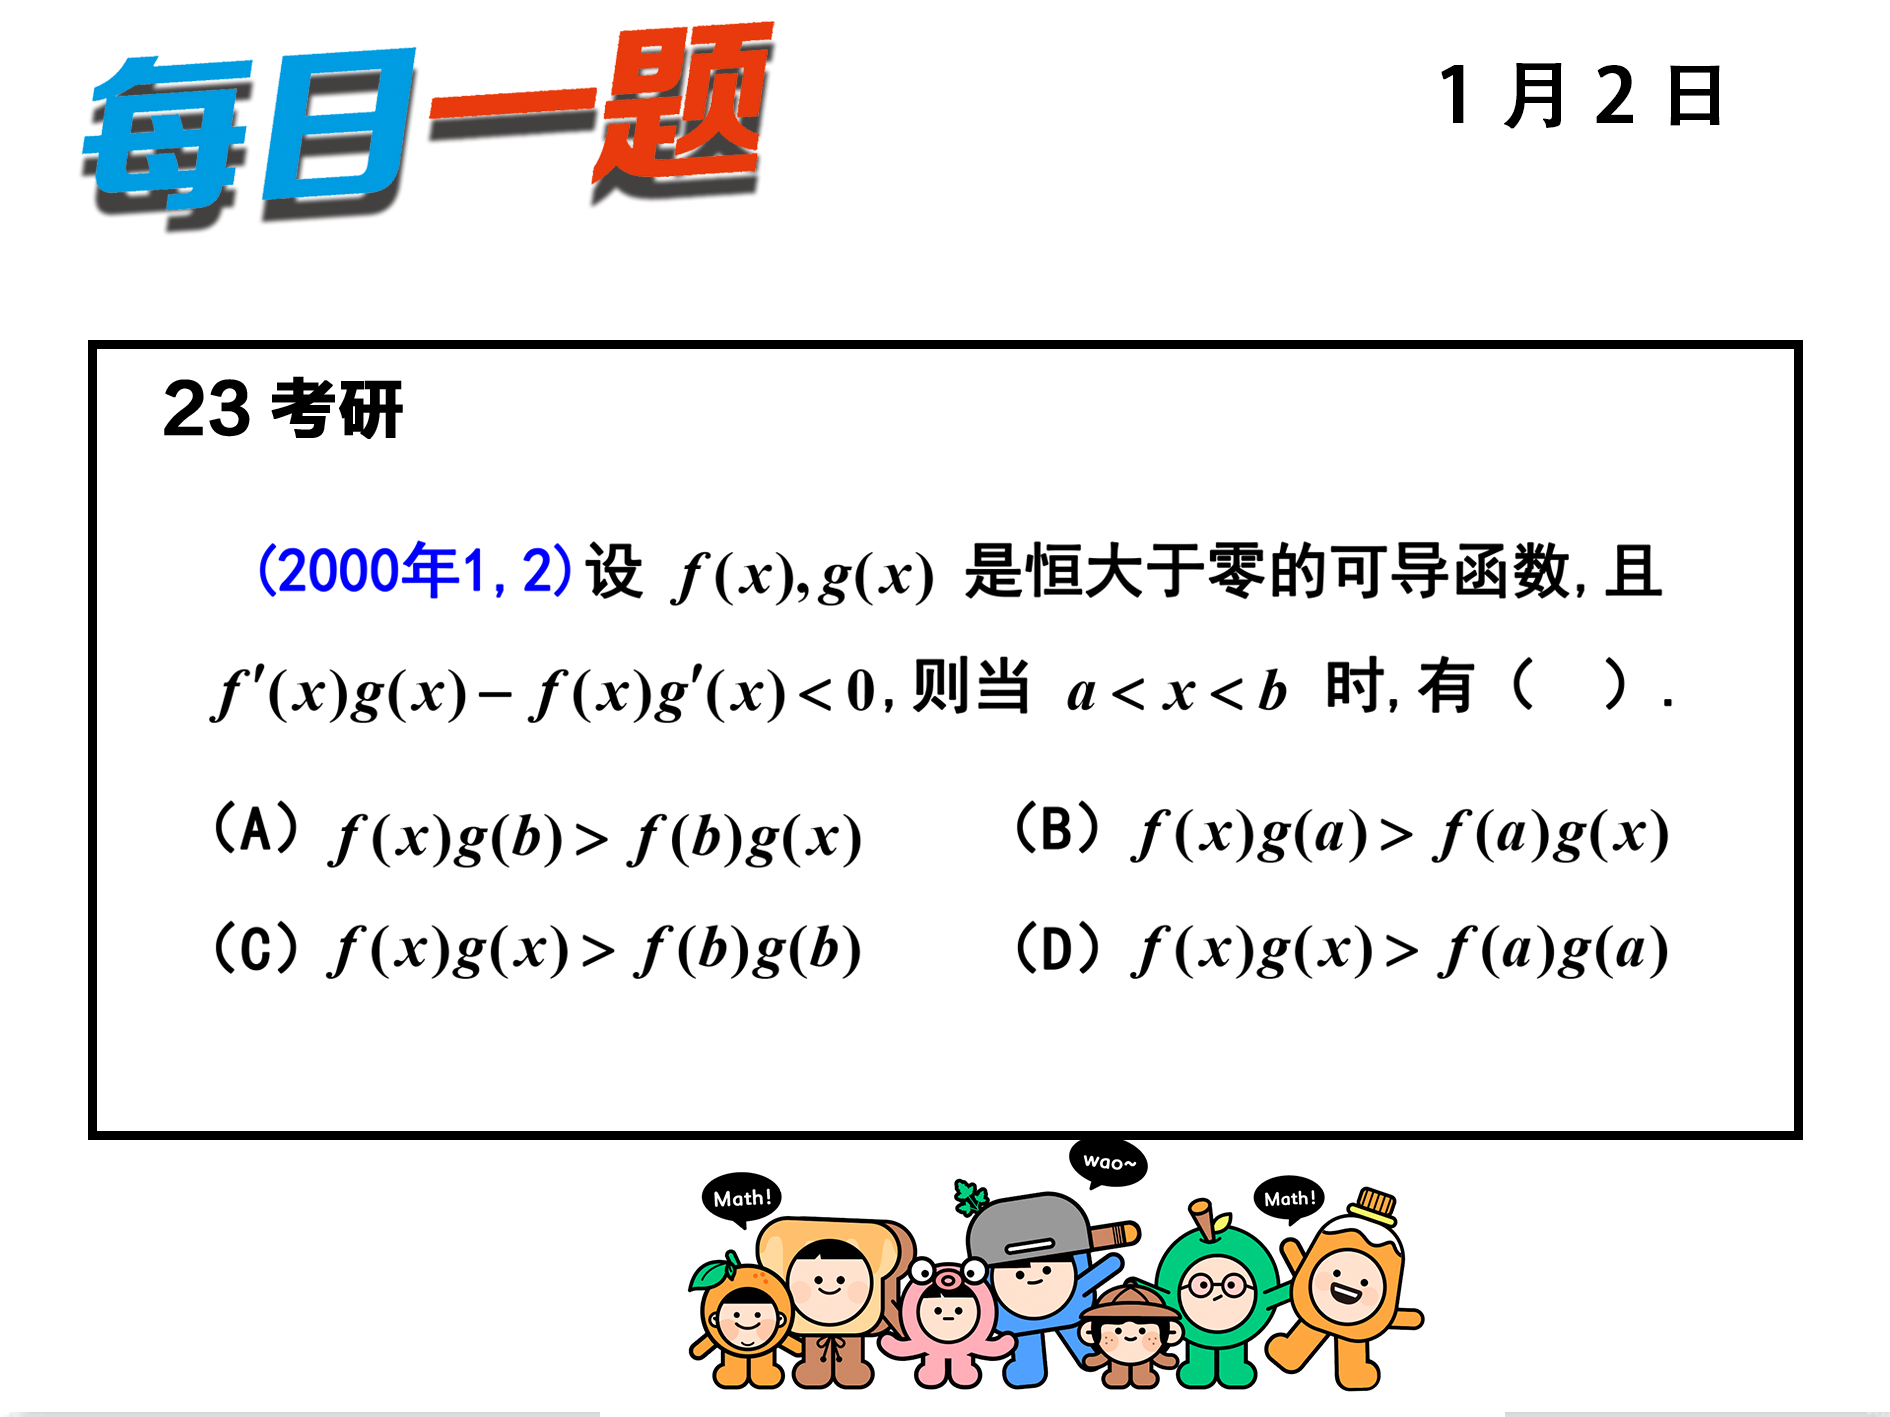 每日一题
1 月 2 日
23 考研
(2000年1,2)设 f(x),g(x) 是恒大于零的可导函数,且
f′(x)g(x)− f(x)g′(x)<0,则当 a<x<b 时,有（ ）.
（A）f(x)g(b)> f(b)g(x) （B）f(x)g(a)> f(a)g(x)
（C）f(x)g(x)> f(b)g(b) （D）f(x)g(x)> f(a)g(a)
wao~
Math!
Math!